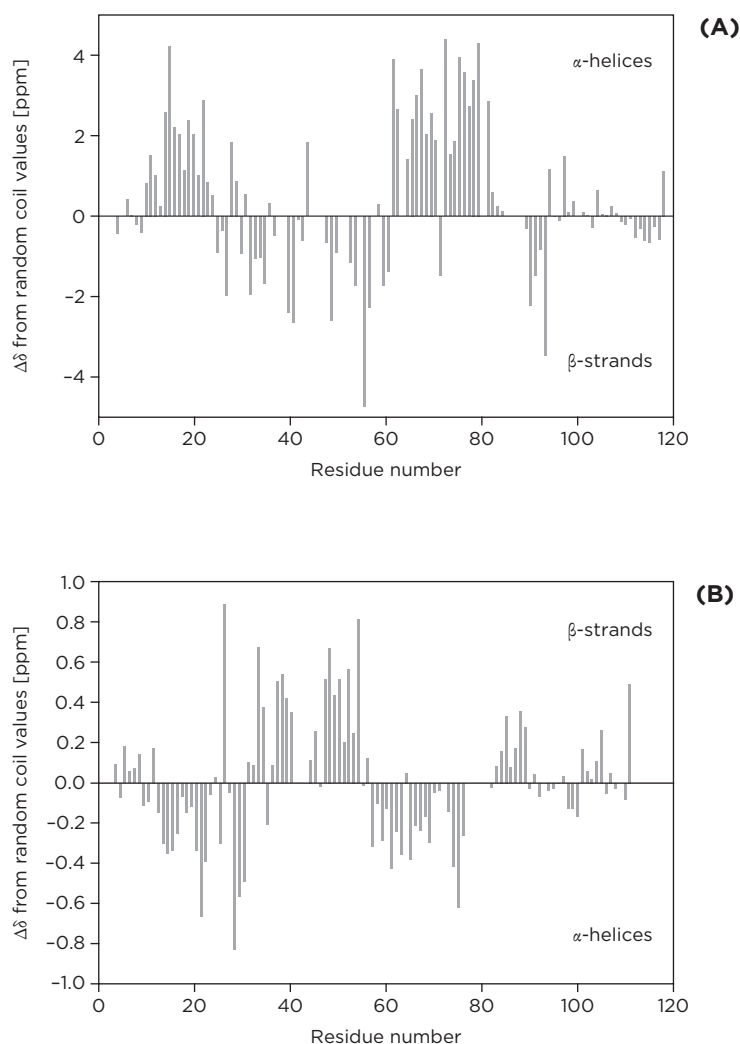 (A)
Δδ from random coil values [ppm]
4
2
0
−2
−4
α-helices
β-strands
0 20 40 60 80 100 120
Residue number
(B)
Δδ from random coil values [ppm]
1.0
0.8
0.6
0.4
0.2
0.0
−0.2
−0.4
−0.6
−0.8
−1.0
β-strands
α-helices
0 20 40 60 80 100 120
Residue number